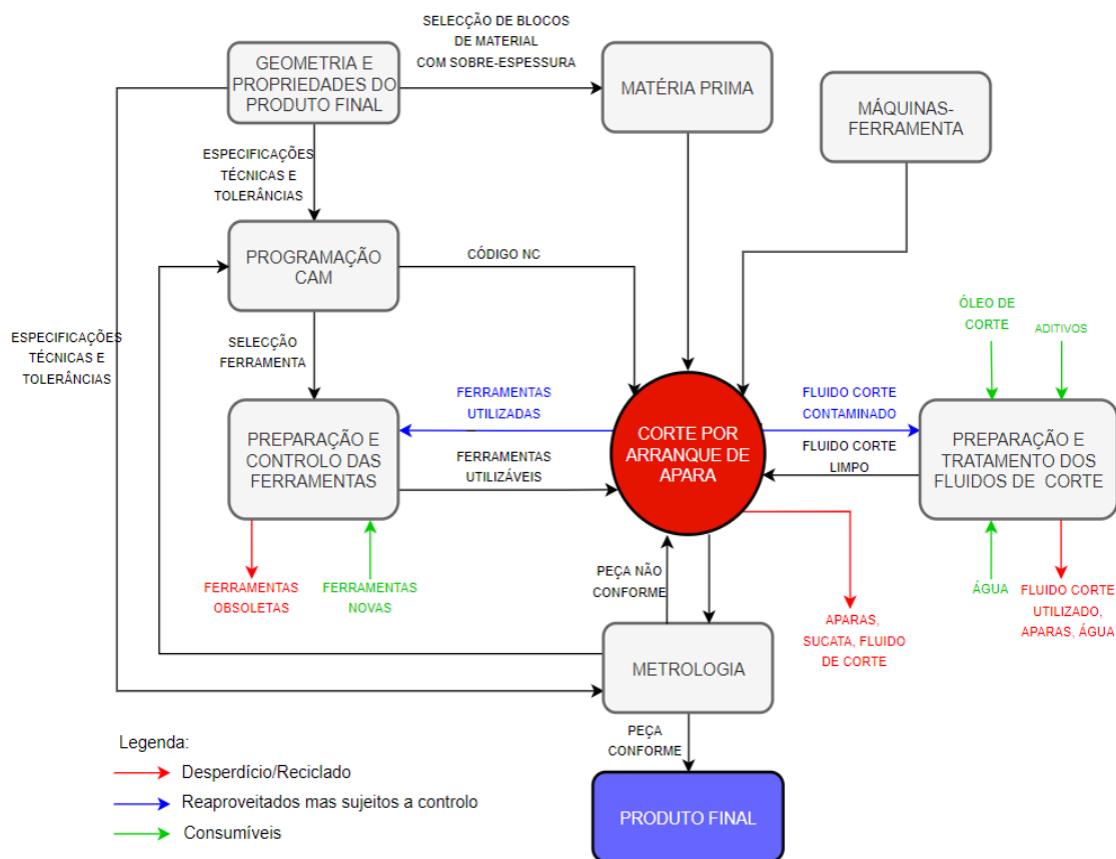 SELECÇÃO DE BLOCOS
DE MATERIAL
COM SOBRE-ESPESSURA
GEOMETRIA E
PROPRIEDADES DO
PRODUTO FINAL
MATÉRIA PRIMA
MÁQUINAS-
FERRAMENTA
ESPECIFICAÇÕES
TÉCNICAS E
TOLERÂNCIAS
PROGRAMAÇÃO
CAM
CÓDIGO NC
ESPECIFICAÇÕES
TÉCNICAS E
TOLERÂNCIAS
SELECÇÃO
FERRAMENTA
ÓLEO DE
CORTE
ADITIVOS
FERRAMENTAS
UTILIZADAS
FLUIDO CORTE
CONTAMINADO
PREPARAÇÃO E
CONTROLO DAS
FERRAMENTAS
FERRAMENTAS
UTILIZÁVEIS
CORTE POR
ARRANQUE DE
APARA
FLUIDO CORTE
LIMPO
PREPARAÇÃO E
TRATAMENTO DOS
FLUIDOS DE CORTE
FERRAMENTAS
OBSOLETAS
FERRAMENTAS
NOVAS
PEÇA NÃO
CONFORME
APARAS,
SUCATA, FLUIDO
DE CORTE
ÁGUA
FLUIDO CORTE
UTILIZADO,
APARAS, ÁGUA
METROLOGIA
PEÇA
CONFORME
PRODUTO FINAL
Legenda:
Desperdício/Reciclado
Reaproveitados mas sujeitos a controlo
Consumíveis